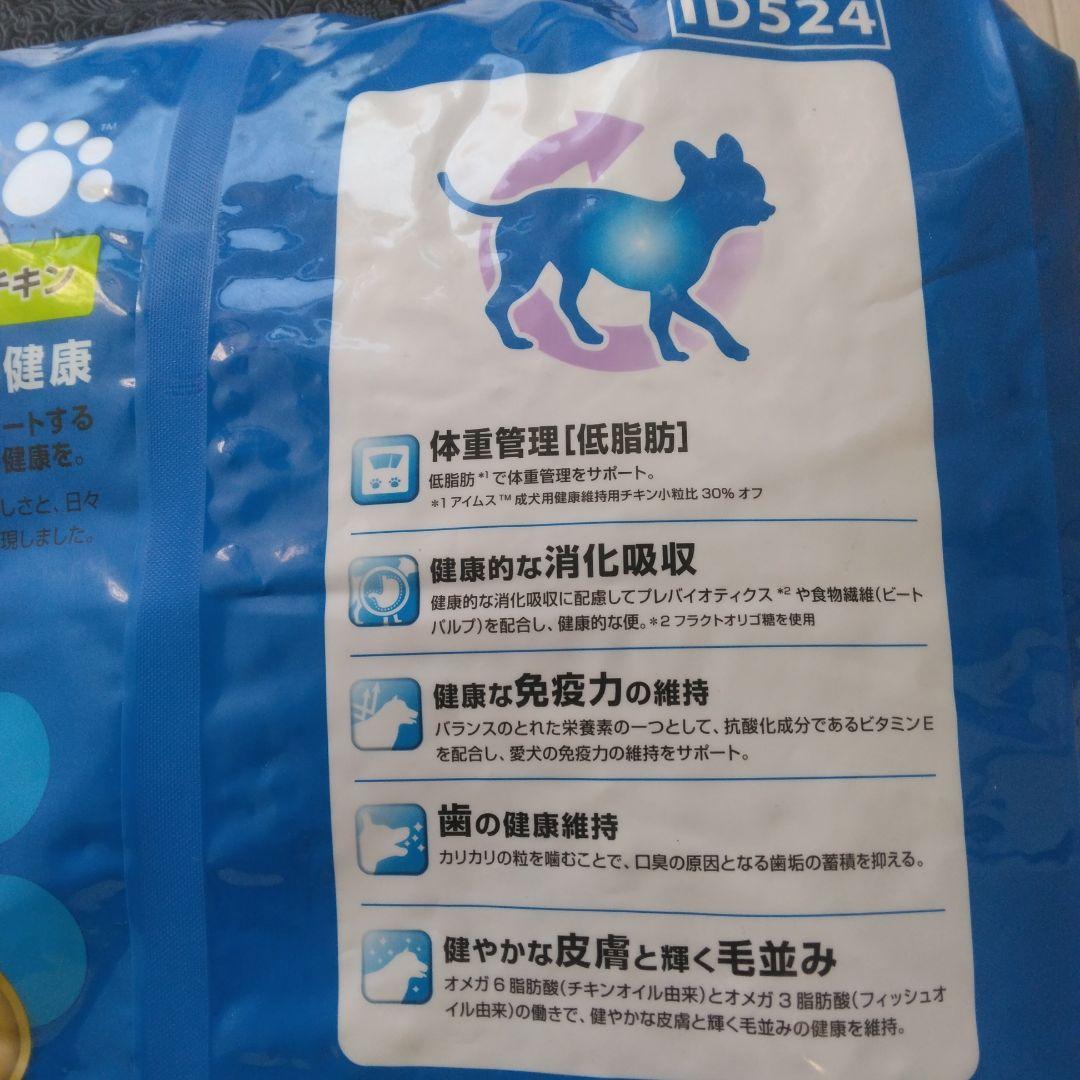 ID524
TM
チキン
健康
ートする
健康を。
しさと、日々
現しました。
体重管理[低脂肪]
低脂肪*1で体重管理をサポート。
*1 アイムス™ 成犬用健康維持用チキン小粒比 30% オフ
健康的な消化吸収
健康的な消化吸収に配慮してプレバイオティクス*2 や食物繊維(ビート
パルプ)を配合し、健康的な便。*2 フラクトオリゴ糖を使用
健康な免疫力の維持
バランスのとれた栄養素の一つとして、抗酸化成分であるビタミンE
を配合し、愛犬の免疫力の維持をサポート。
歯の健康維持
カリカリの粒を噛むことで、口臭の原因となる歯垢の蓄積を抑える。
健やかな皮膚と輝く毛並み
オメガ 6 脂肪酸(チキンオイル由来)とオメガ 3 脂肪酸(フィッシュオ
イル由来)の働きで、健やかな皮膚と輝く毛並みの健康を維持。